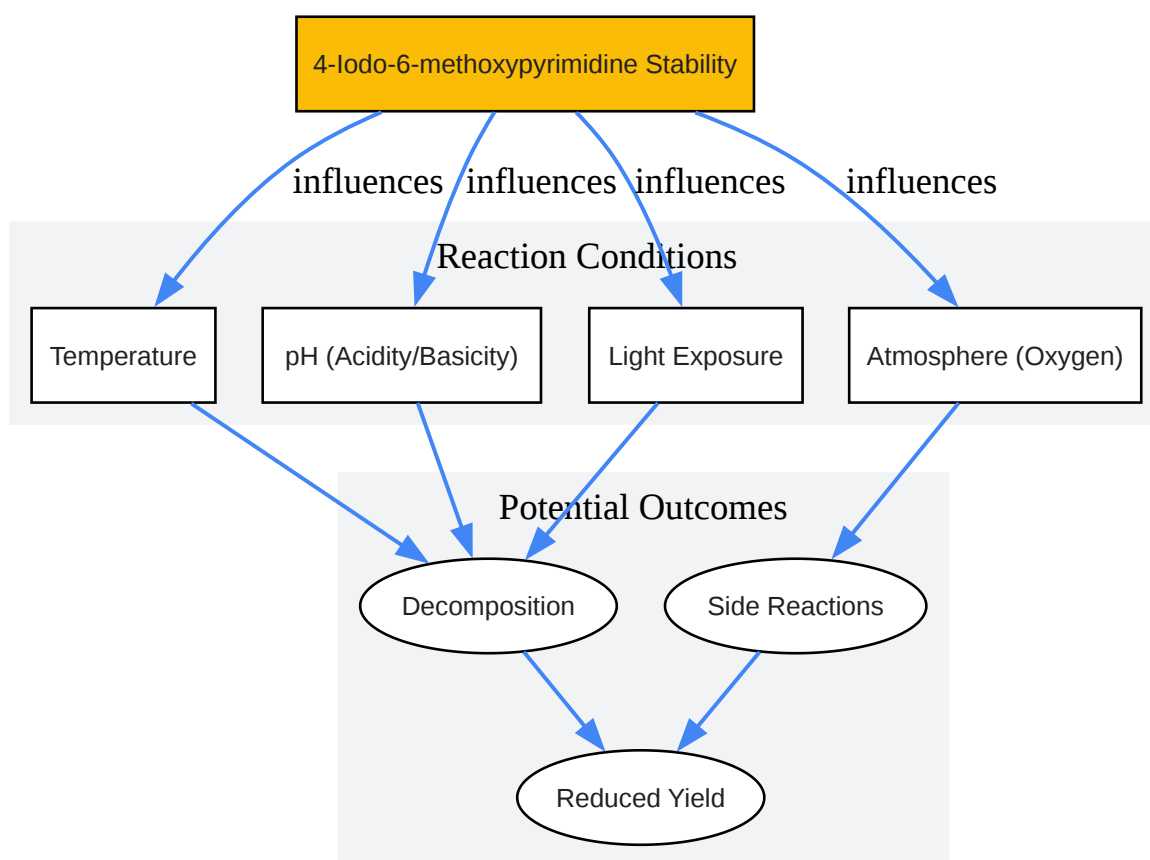 4-Iodo-6-methoxypyrimidine Stability
influences
influences
influences
influences
Reaction Conditions
Temperature
pH (Acidity/Basicity)
Light Exposure
Atmosphere (Oxygen)
Potential Outcomes
Decomposition
Side Reactions
Reduced Yield